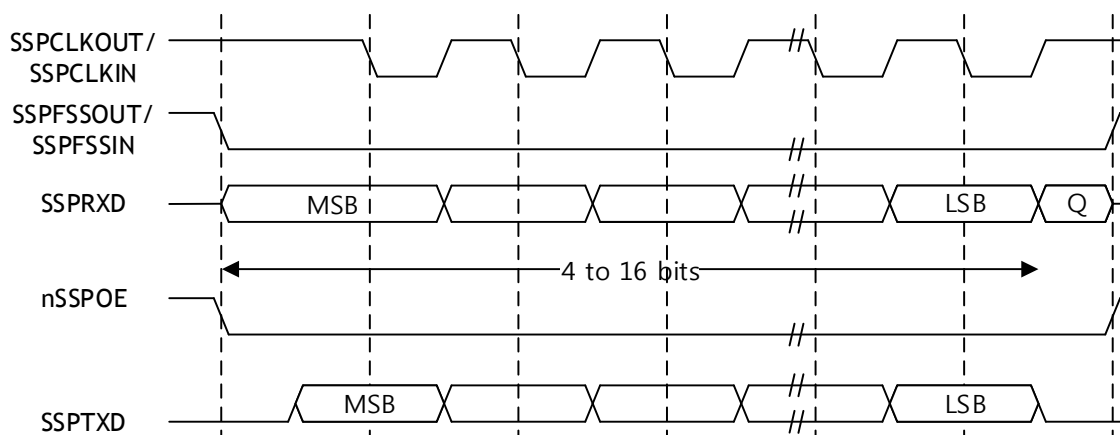 SSPCLKOUT/
SSPCLKIN
SSPFSSOUT/
SSPFSSIN
SSPRXD
MSB
LSB
Q
4 to 16 bits
nSSPOE
SSPTXD
MSB
LSB